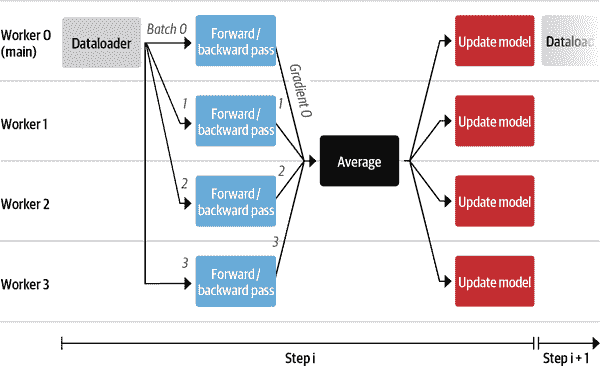 Worker 0
(main)
Dataloader
Batch 0
Forward/
backward pass
Gradient 0
Update model
Dataload
Worker 1
1
Forward/
backward pass
1
Average
Update model
Worker 2
2
Forward/
backward pass
2
Update model
Worker 3
3
Forward/
backward pass
3
Update model
Step i
Step i + 1